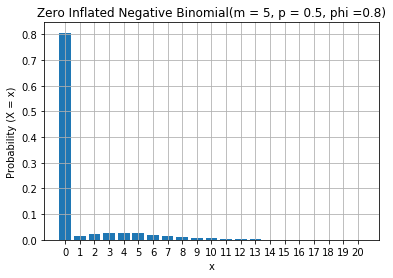 Zero Inflated Negative Binomial(m = 5, p = 0.5, phi =0.8)
0.8
0.7
0.6
0.5
0.4
0.3
0.2
0.1
0.0
Probability (X = x)
0 1 2 3 4 5 6 7 8 9 10 11 12 13 14 15 16 17 18 19 20
x